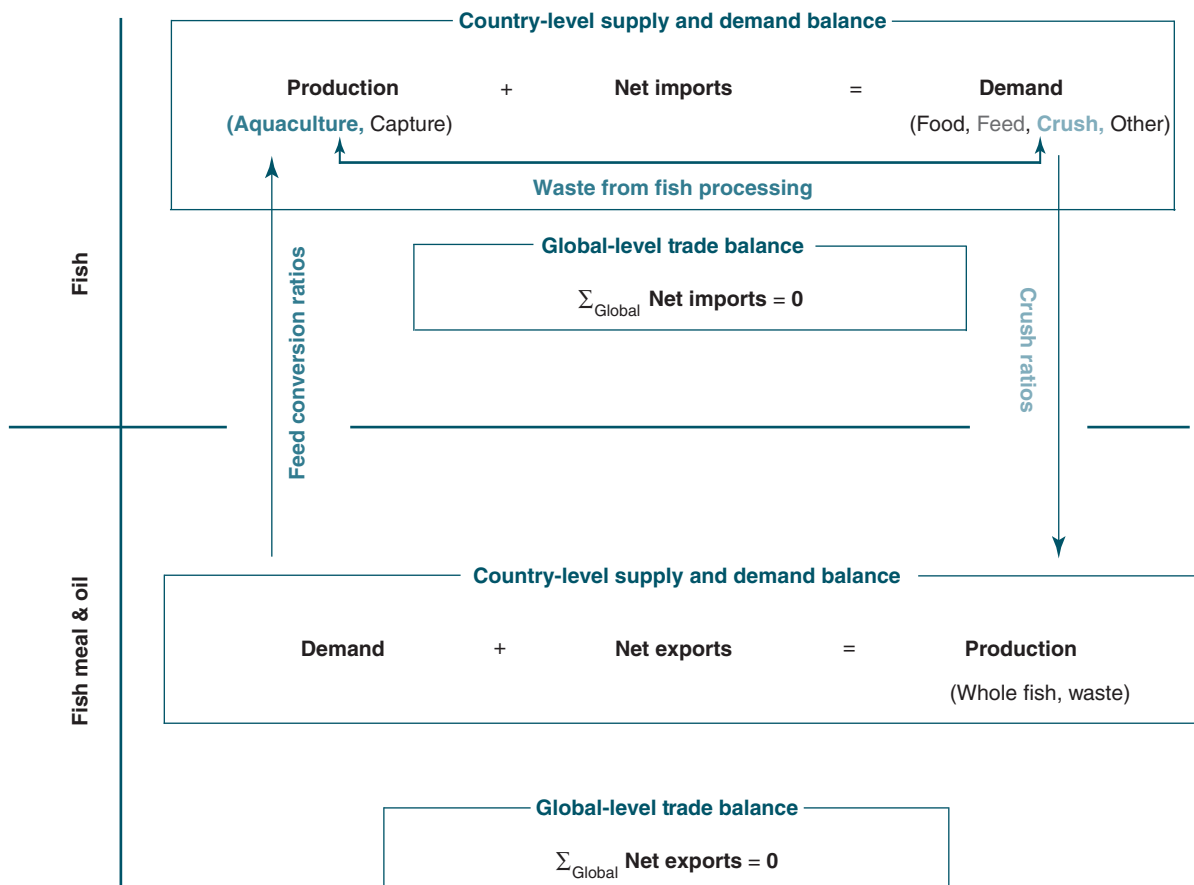 Country-level supply and demand balance
Production + Net imports = Demand
(Aquaculture, Capture) (Food, Feed, Crush, Other)
Waste from fish processing
Global-level trade balance
Σ_Global Net imports = 0
Fish
Feed conversion ratios
Crush ratios
Country-level supply and demand balance
Demand + Net exports = Production
(Whole fish, waste)
Fish meal & oil
Global-level trade balance
Σ_Global Net exports = 0